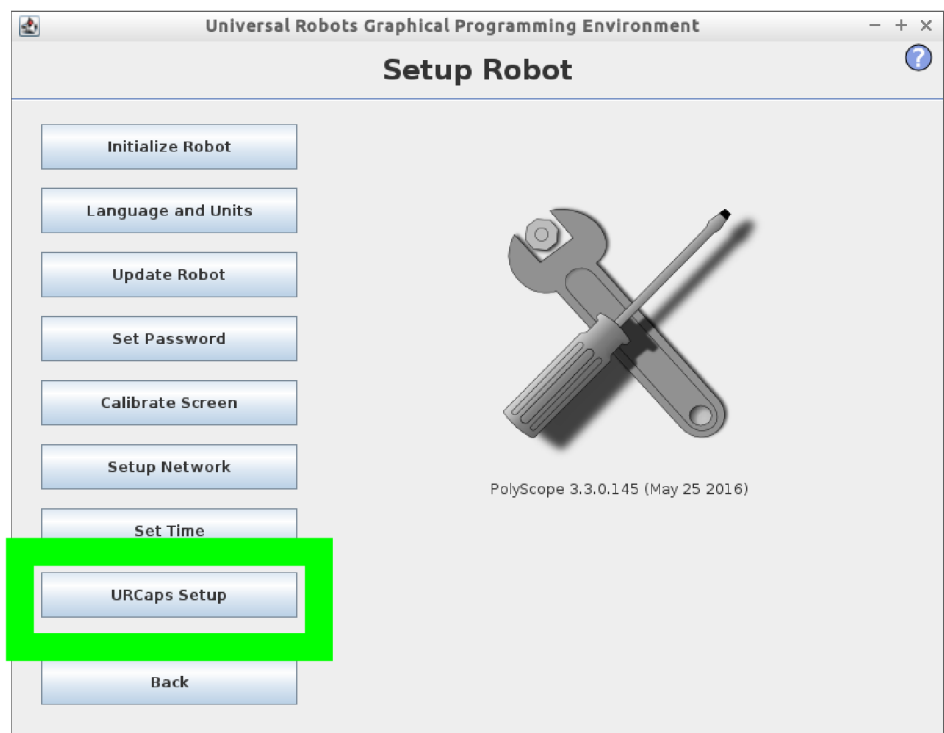 Universal Robots Graphical Programming Environment
Setup Robot
?
Initialize Robot
Language and Units
Update Robot
Set Password
Calibrate Screen
Setup Network
PolyScope 3.3.0.145 (May 25 2016)
Set Time
URCaps Setup
Back